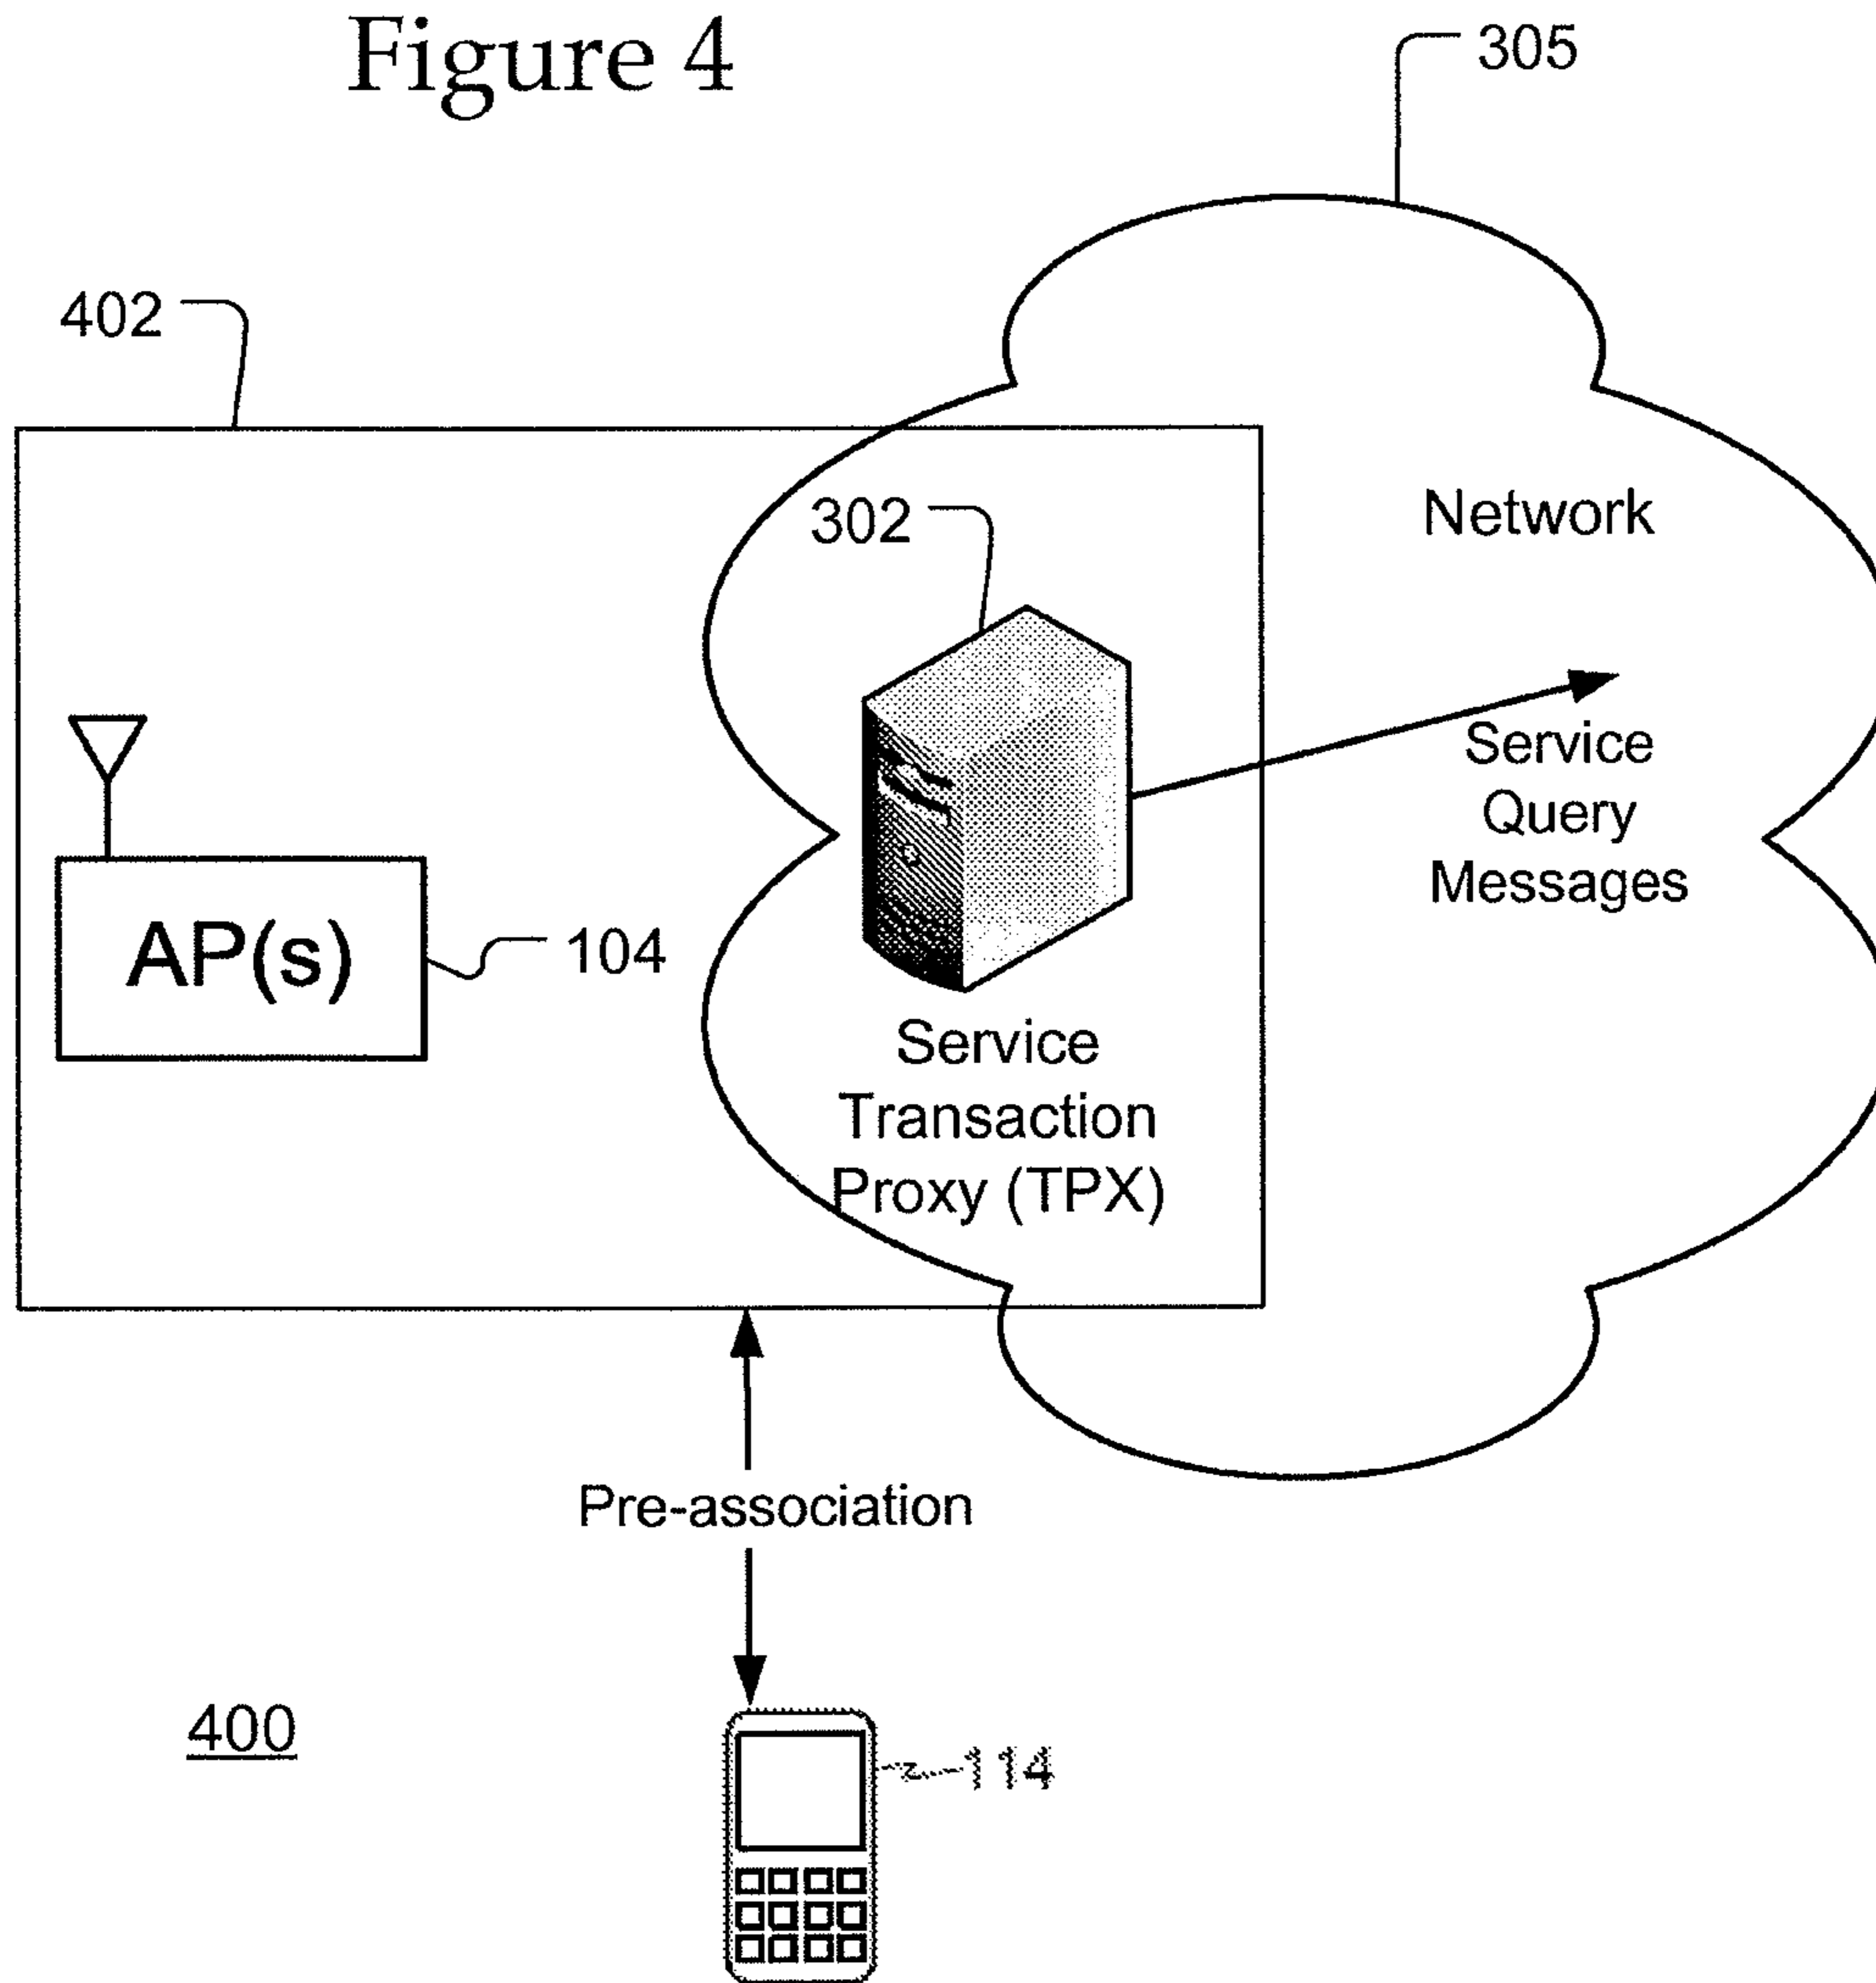 Figure 4
305
402
302
Network
Service
Query
Messages
AP(s)
104
Service
Transaction
Proxy (TPX)
Pre-association
400
114